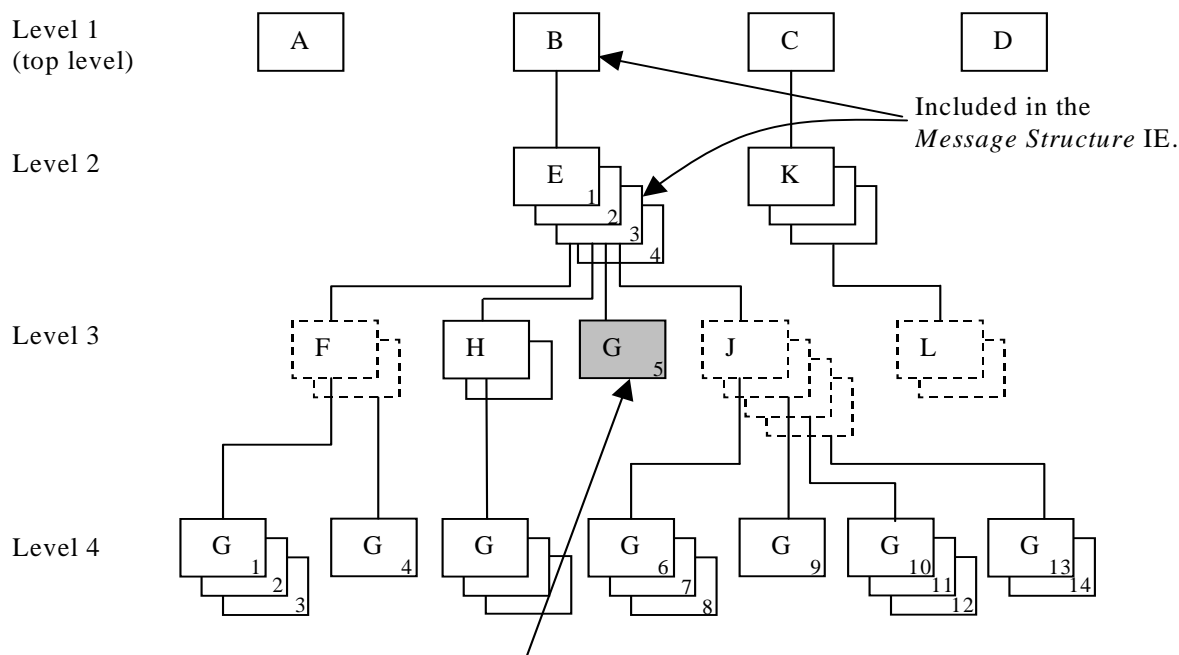 Level 1
(top level)
A
B
C
D
Included in the
Message Structure IE.
Level 2
E
1
2
3
4
K
Level 3
F
H
G
5
J
L
Level 4
G
1
2
3
G
4
G
G
6
7
8
G
9
G
10
11
12
G
13
14